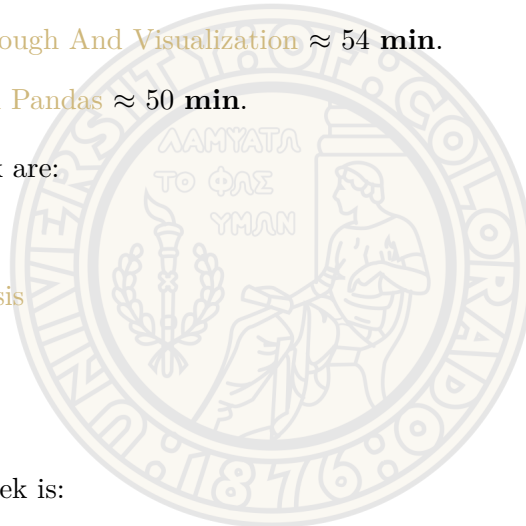 ough And Visualization ≈ 54 min.
Pandas ≈ 50 min.
are:
sis
ek is:
UNIVERSITY · OF · COLORADO
ΛΑΜΨΑΤΩ
ΤΟ ΦΩΣ
ΥΜΩΝ
1876